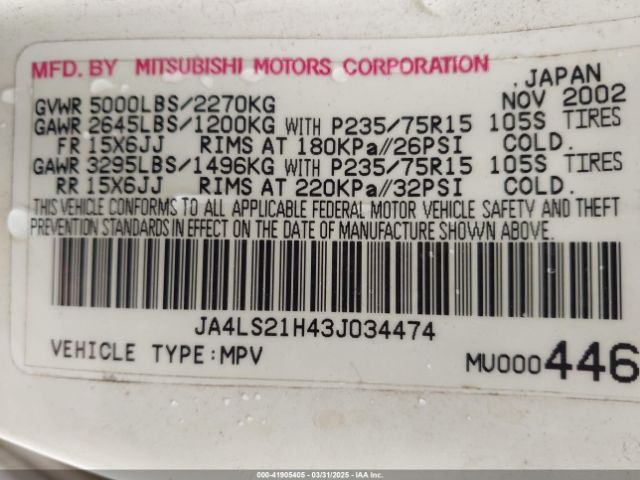 MFD. BY MITSUBISHI MOTORS CORPORATION
, JAPAN
GVWR 5000LBS/2270KG NOV 2002
GAWR 2645LBS/1200KG WITH P235/75R15 105S TIRES
FR 15X6JJ RIMS AT 180KPa//26PSI COLD.
GAWR 3295LBS/1496KG WITH P235/75R15 105S TIRES
RR 15X6JJ RIMS AT 220KPa//32PSI COLD.
THIS VEHICLE CONFORMS TO ALL APPLICABLE FEDERAL MOTOR VEHICLE SAFETY AND THEFT
PREVENTION STANDARDS IN EFFECT ON THE DATE OF MANUFACTURE SHOWN ABOVE.
JA4LS21H43J034474
VEHICLE TYPE:MPV MU000446
000-41905405 - 03/31/2025 - IAAI.COM